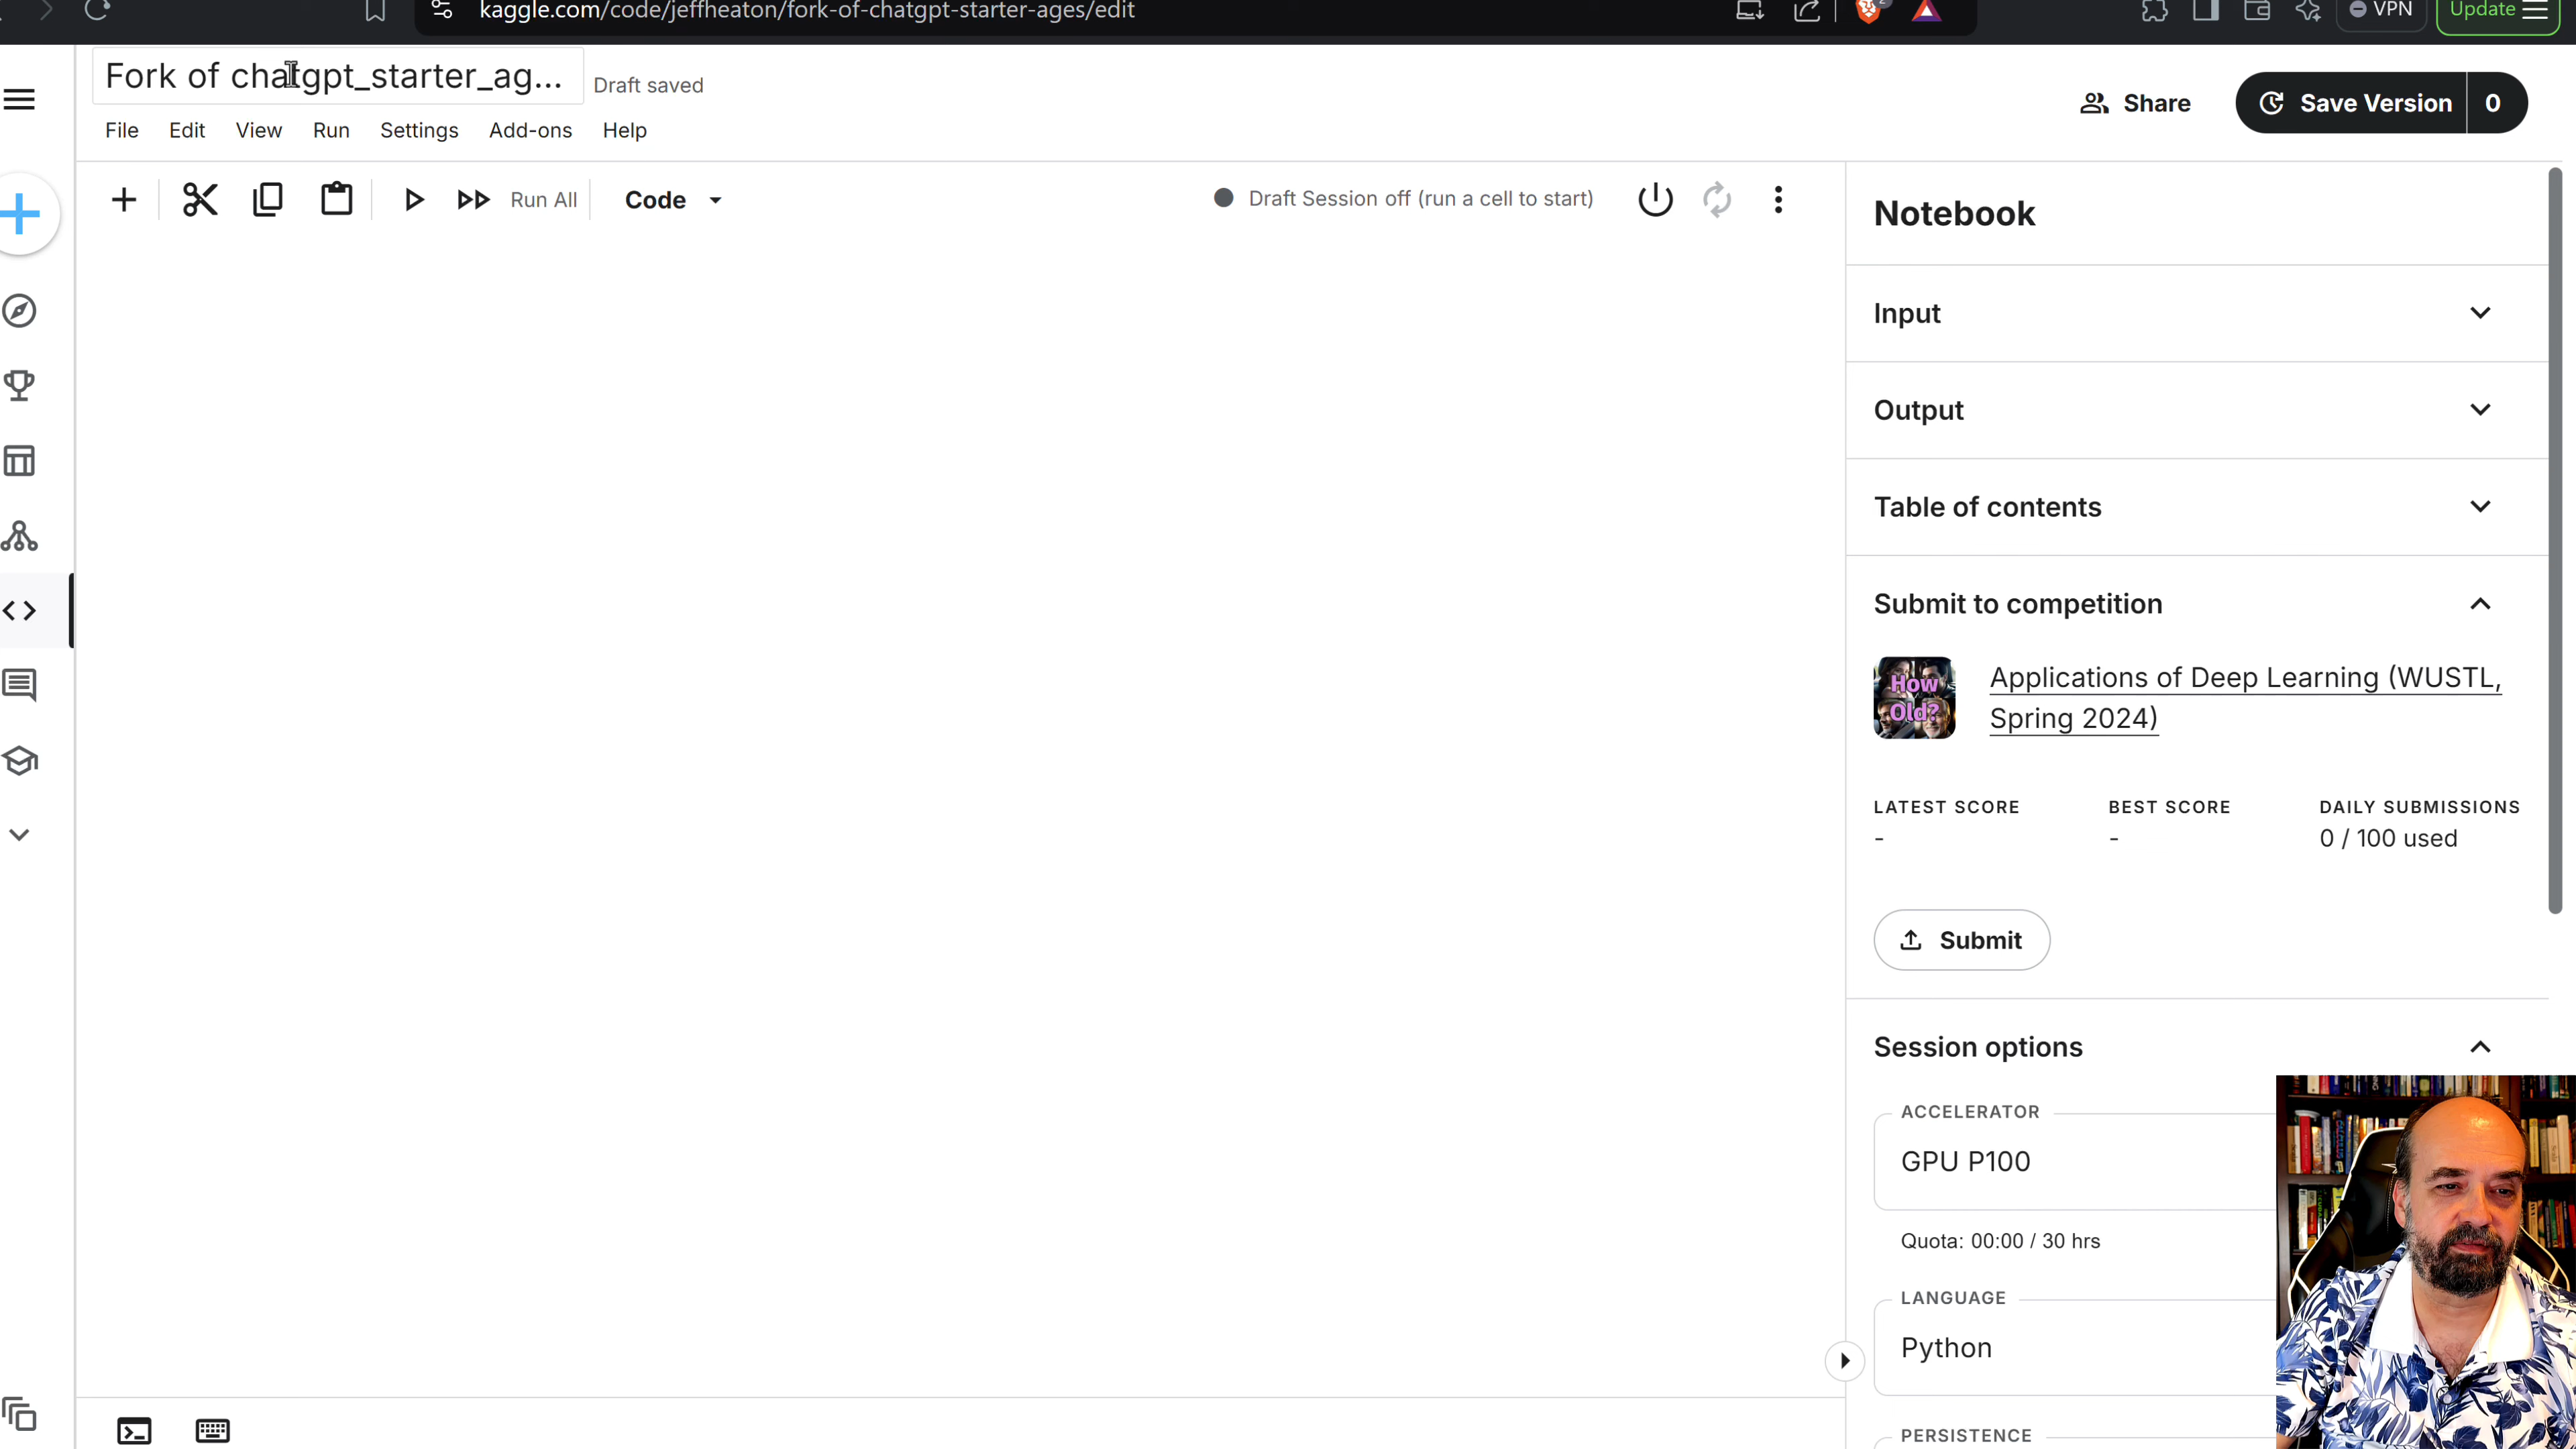 kaggle.com/code/jeffheaton/fork-of-chatgpt-starter-ages/edit
2
VPN
Update
Fork of chatgpt_starter_ag...
Draft saved
File Edit View Run Settings Add-ons Help
Share
Save Version 0
Run All
Code
Draft Session off (run a cell to start)
Notebook
Input
Output
Table of contents
Submit to competition
How
Old?
Applications of Deep Learning (WUSTL,
Spring 2024)
LATEST SCORE BEST SCORE DAILY SUBMISSIONS
- - 0 / 100 used
Submit
Session options
ACCELERATOR
GPU P100
Quota: 00:00 / 30 hrs
LANGUAGE
Python
PERSISTENCE